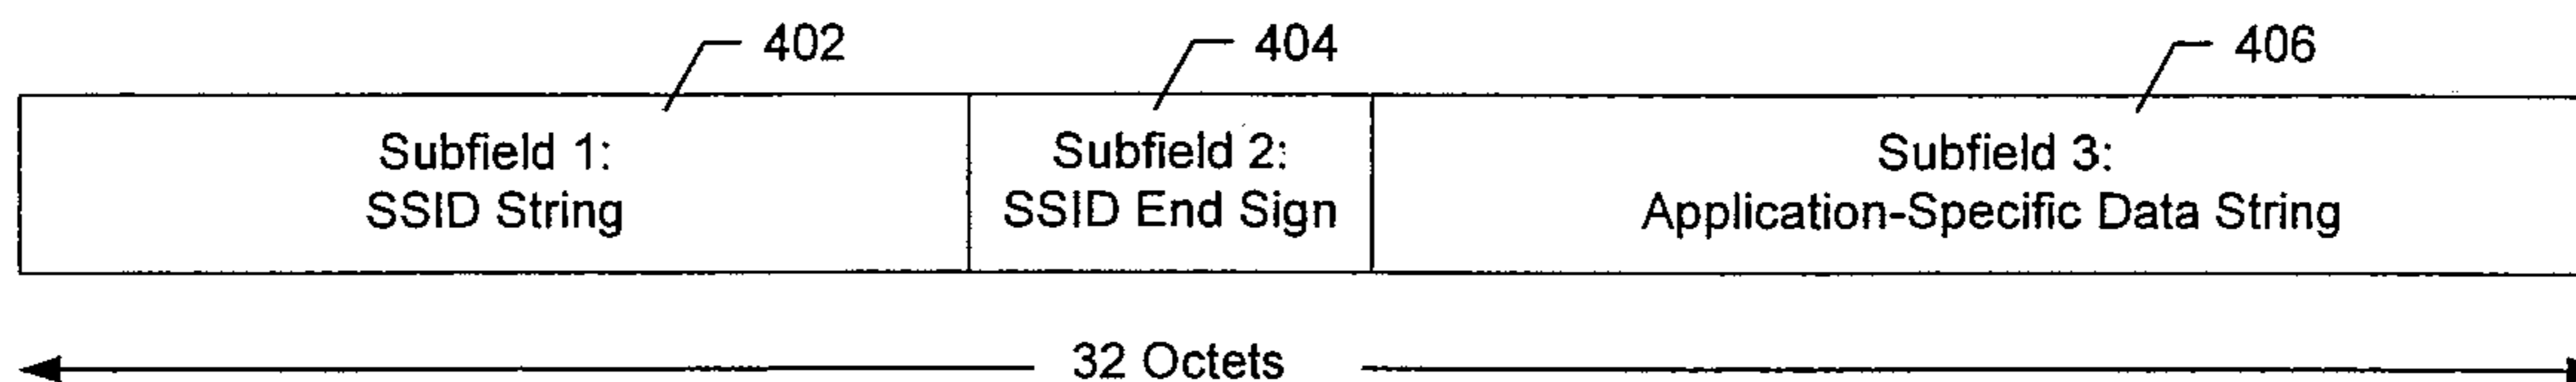 402
404
406
Subfield 1:
SSID String
Subfield 2:
SSID End Sign
Subfield 3:
Application-Specific Data String
32 Octets